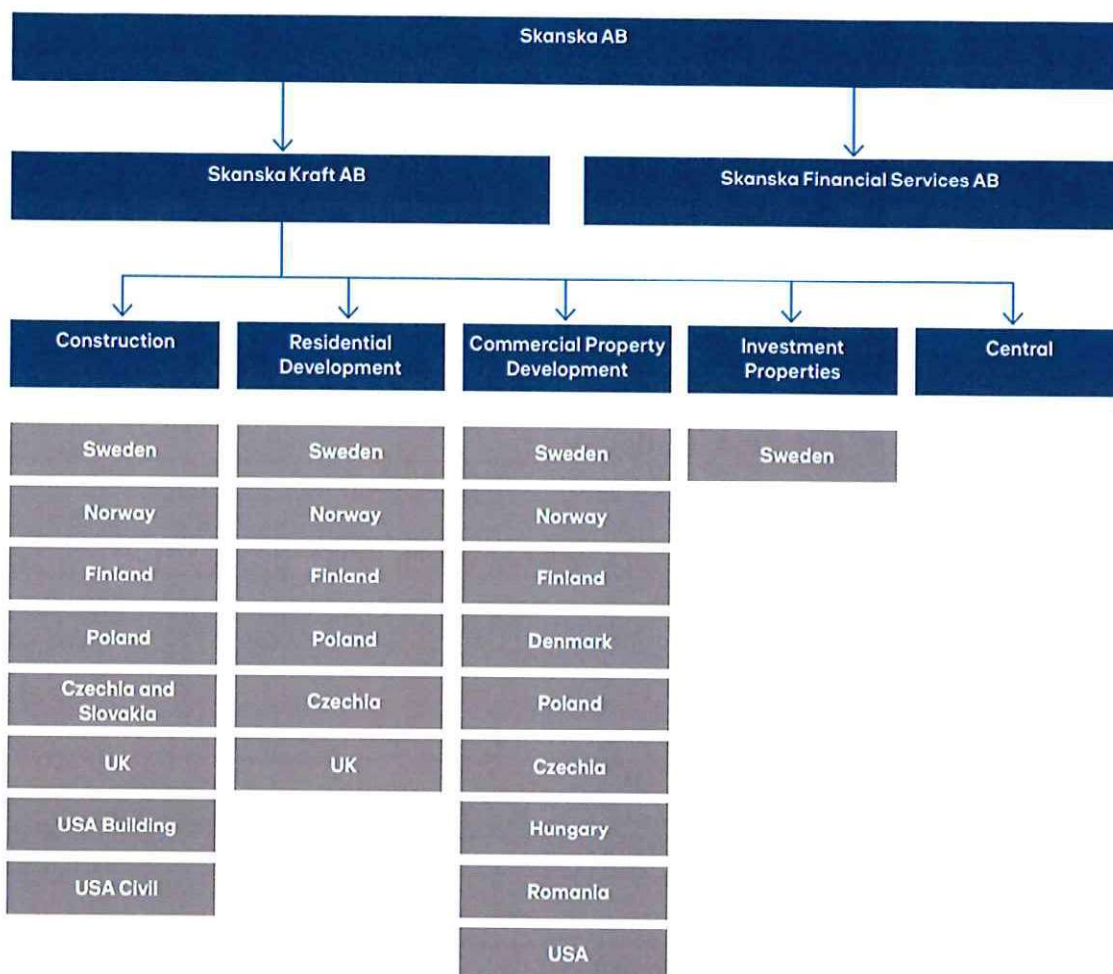 Skanska AB
Skanska Kraft AB
Skanska Financial Services AB
Construction
Residential
Development
Commercial Property
Development
Investment
Properties
Central
Sweden
Norway
Finland
Poland
Czechia and
Slovakia
UK
USA Building
USA Civil
Sweden
Norway
Finland
Poland
Czechia
UK
Sweden
Norway
Finland
Denmark
Poland
Czechia
Hungary
Romania
USA
Sweden